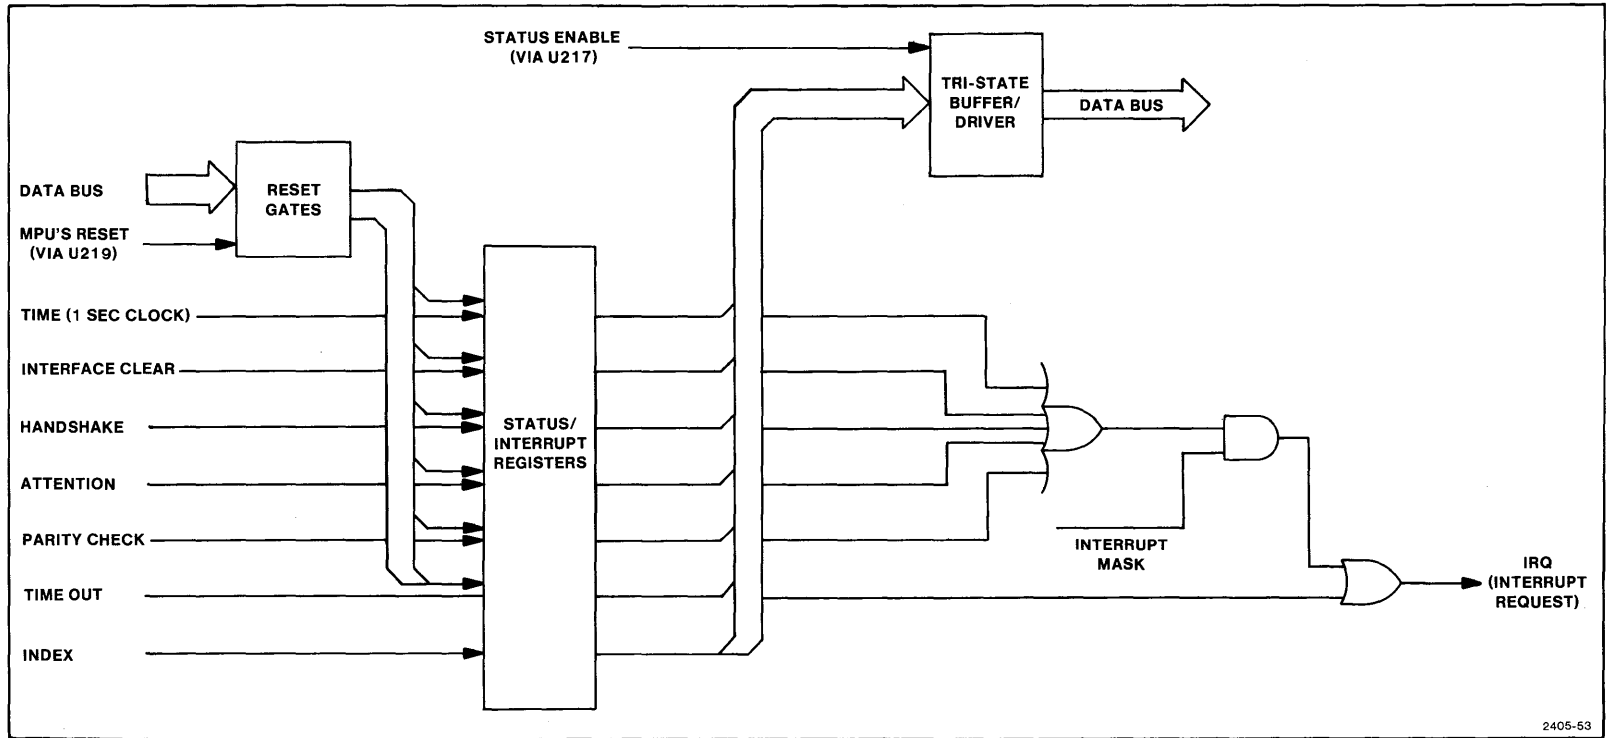 STATUS ENABLE
(VIA U217)
TRI-STATE
BUFFER/
DRIVER
DATA BUS
DATA BUS
RESET
GATES
MPU'S RESET
(VIA U219)
TIME (1 SEC CLOCK)
INTERFACE CLEAR
HANDSHAKE
ATTENTION
PARITY CHECK
TIME OUT
INDEX
STATUS/
INTERRUPT
REGISTERS
INTERRUPT
MASK
IRQ
(INTERRUPT
REQUEST)
2405-53